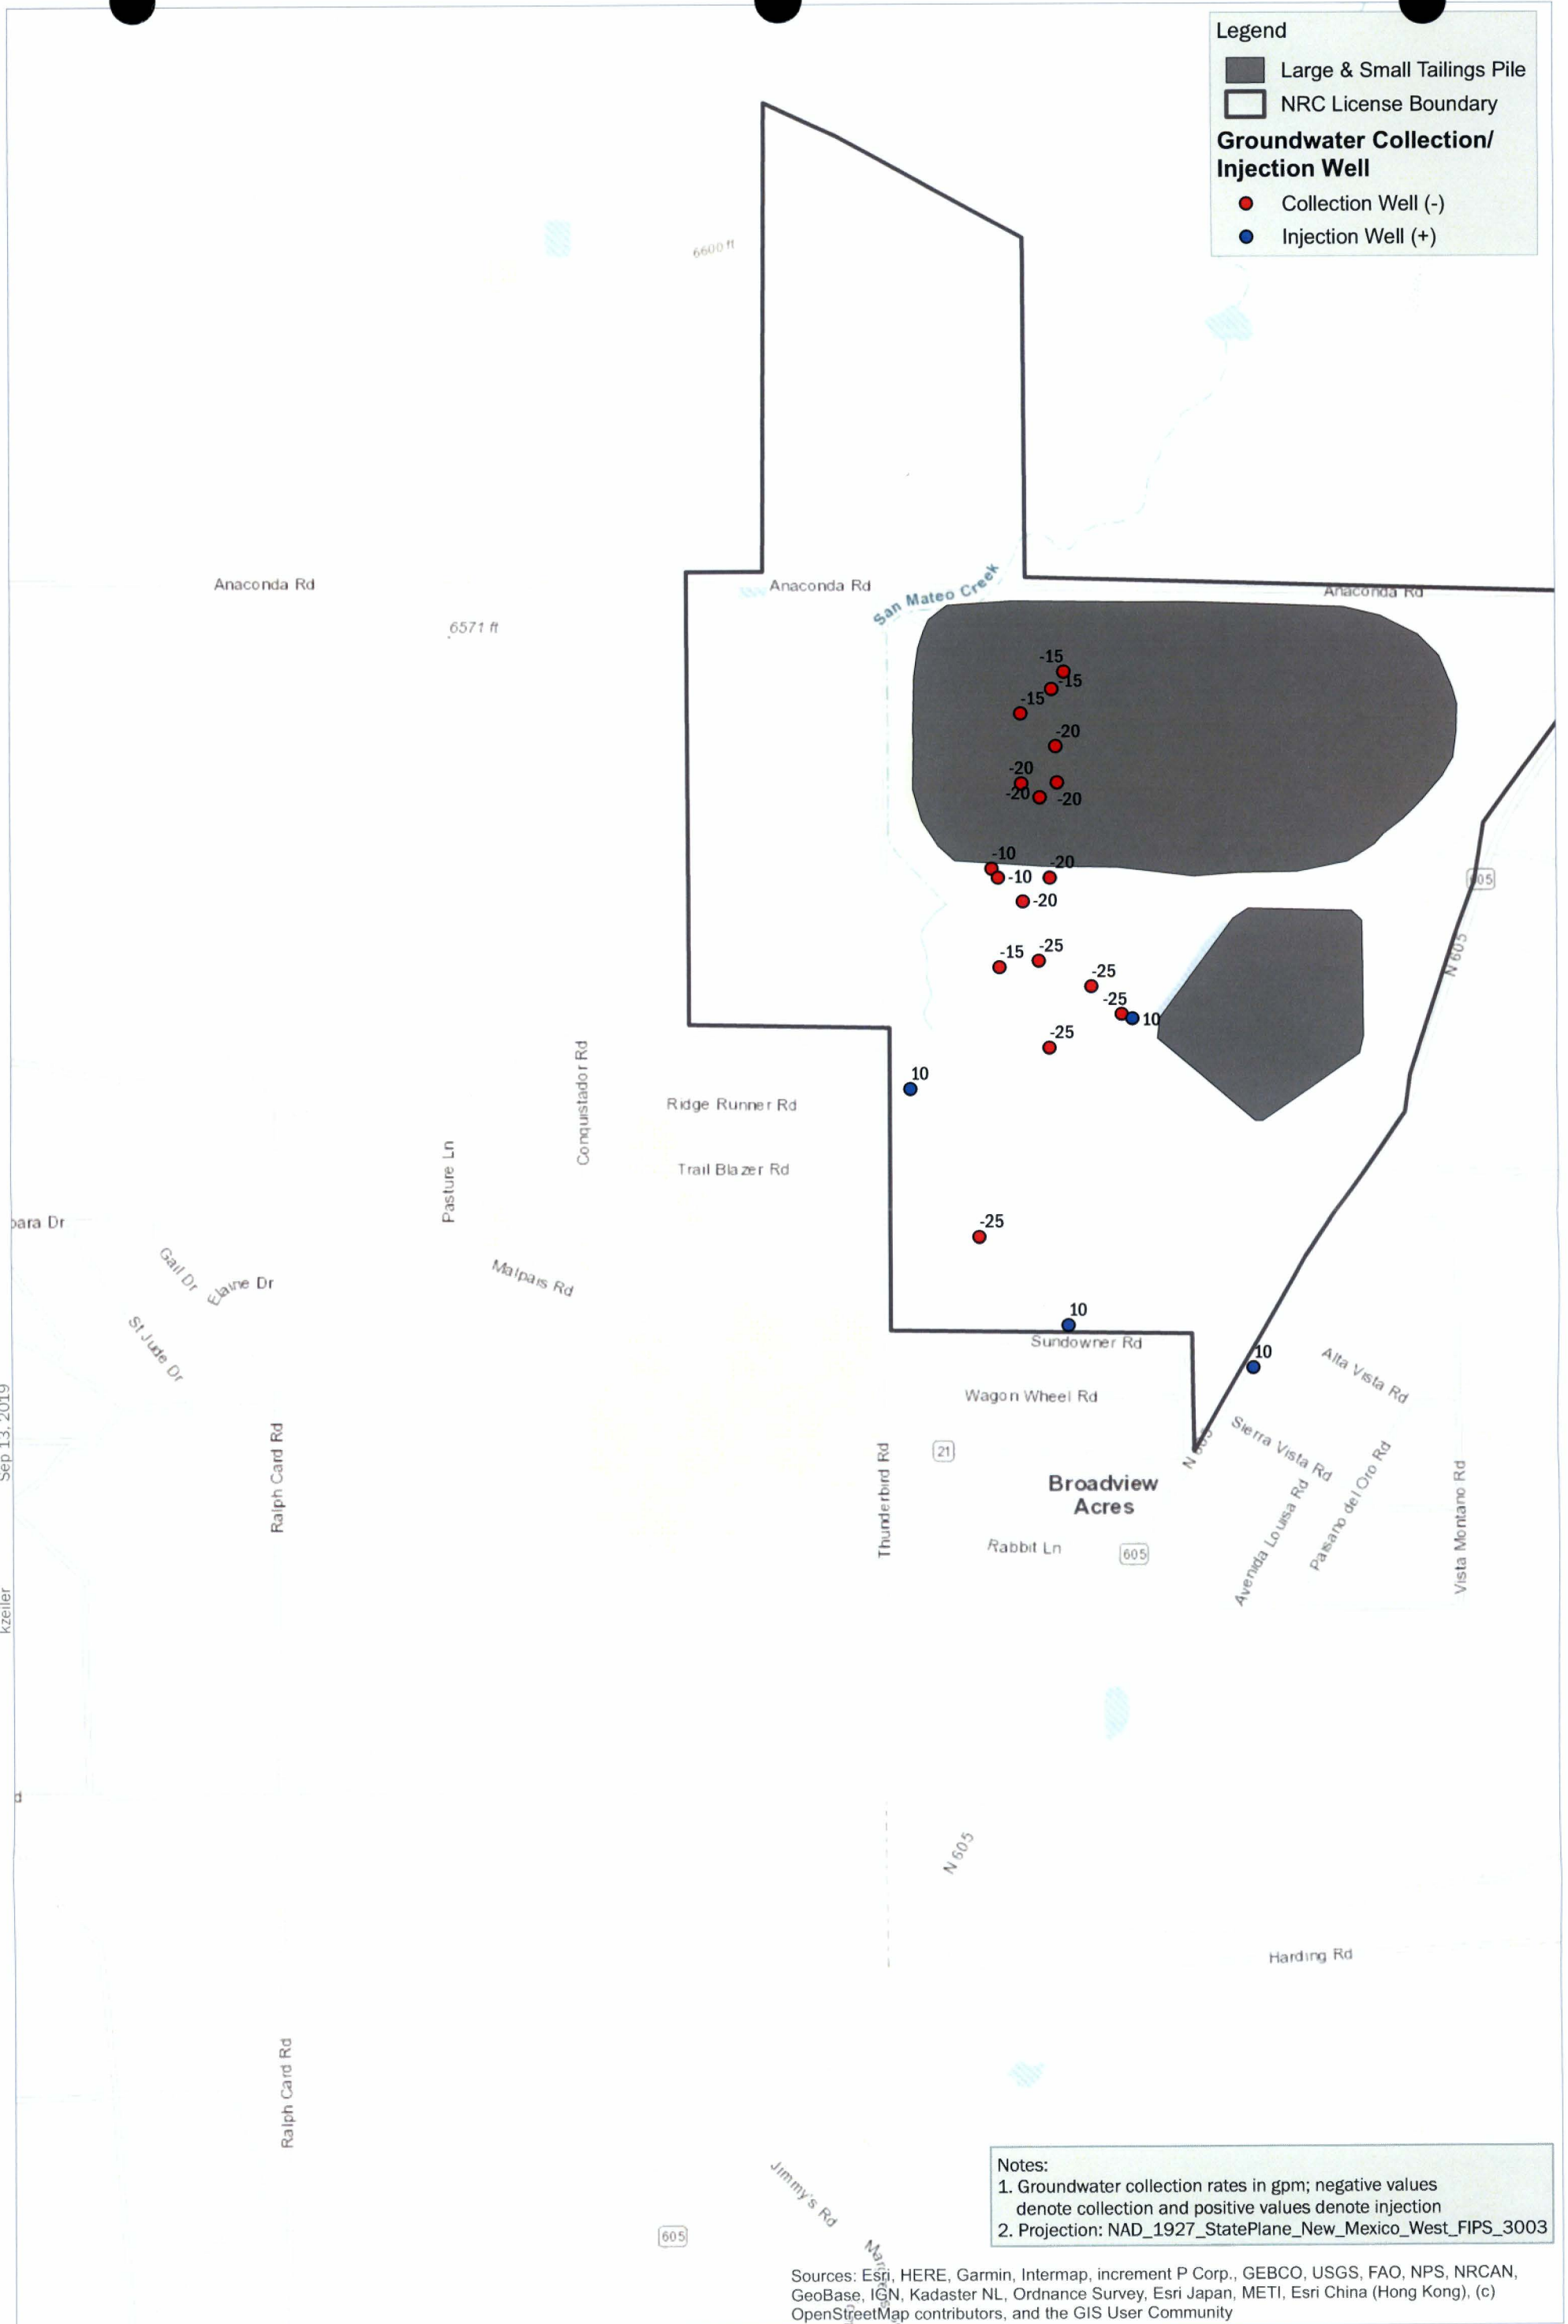 Legend
Large & Small Tailings Pile
NRC License Boundary
Groundwater Collection/
Injection Well
Collection Well (-)
Injection Well (+)
6600 ft
Anaconda Rd
Anaconda Rd
Anaconda Rd
San Mateo Creek
6571 ft
-15
-15
-15
-20
-20
-20
-20
-10
-20
-10
-20
605
-15
-25
N 605
-25
-25
10
-25
10
Conquistador Rd
Ridge Runner Rd
Pasture Ln
Trail Blazer Rd
para Dr
-25
Gail Dr
Elaine Dr
Malpais Rd
St Jude Dr
10
Sundowner Rd
10
Alta Vista Rd
Sep 13, 2019
Wagon Wheel Rd
Ralph Card Rd
Thunderbird Rd
21
N 605
Sierra Vista Rd
Broadview
Acres
Avenida Louisa Rd
Paisano del Oro Rd
Vista Montano Rd
Rabbit Ln
605
kzeiler
d
N 605
Harding Rd
Ralph Card Rd
Jimmy's Rd
605
Notes:
1. Groundwater collection rates in gpm; negative values
denote collection and positive values denote injection
2. Projection: NAD_1927_StatePlane_New_Mexico_West_FIPS_3003
Sources: Esri, HERE, Garmin, Intermap, increment P Corp., GEBCO, USGS, FAO, NPS, NRCAN,
GeoBase, IGN, Kadaster NL, Ordnance Survey, Esri Japan, METI, Esri China (Hong Kong), (c)
OpenStreetMap contributors, and the GIS User Community